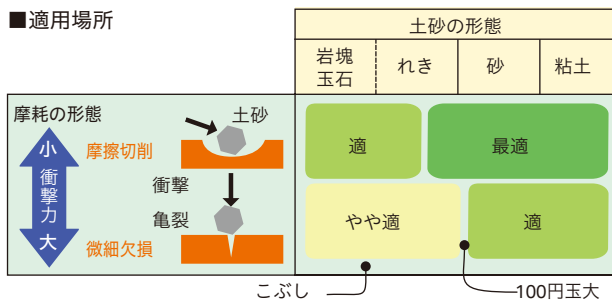 ■適用場所
土砂の形態
岩塊
玉石
れき
砂
粘土
摩耗の形態
土砂
小
衝撃力
大
摩擦切削
衝撃
亀裂
微細欠損
適
最適
やや適
適
こぶし
100円玉大